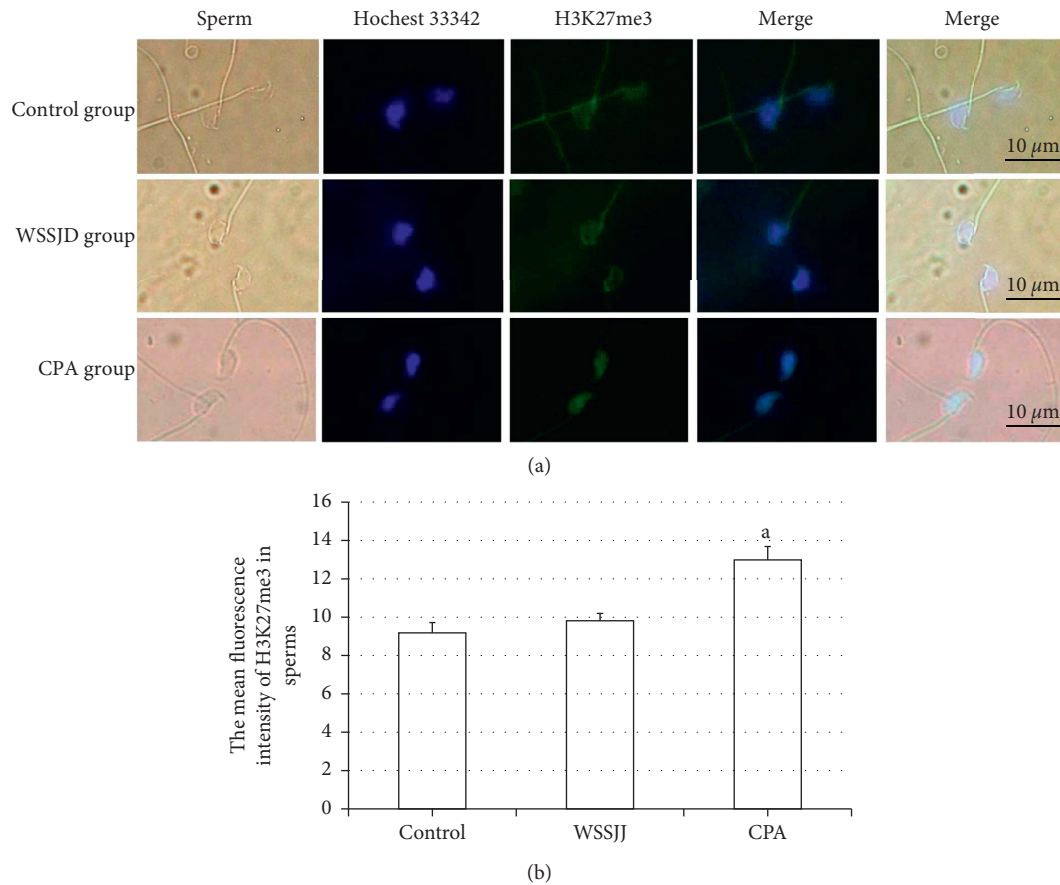 Sperm
Hochest 33342
H3K27me3
Merge
Merge
Control group
10 μm
WSSJD group
10 μm
CPA group
10 μm
(a)
The mean fluorescence
intensity of H3K27me3 in
sperms
16
14
12
10
8
6
4
2
0
a
Control
WSSJJ
CPA
(b)